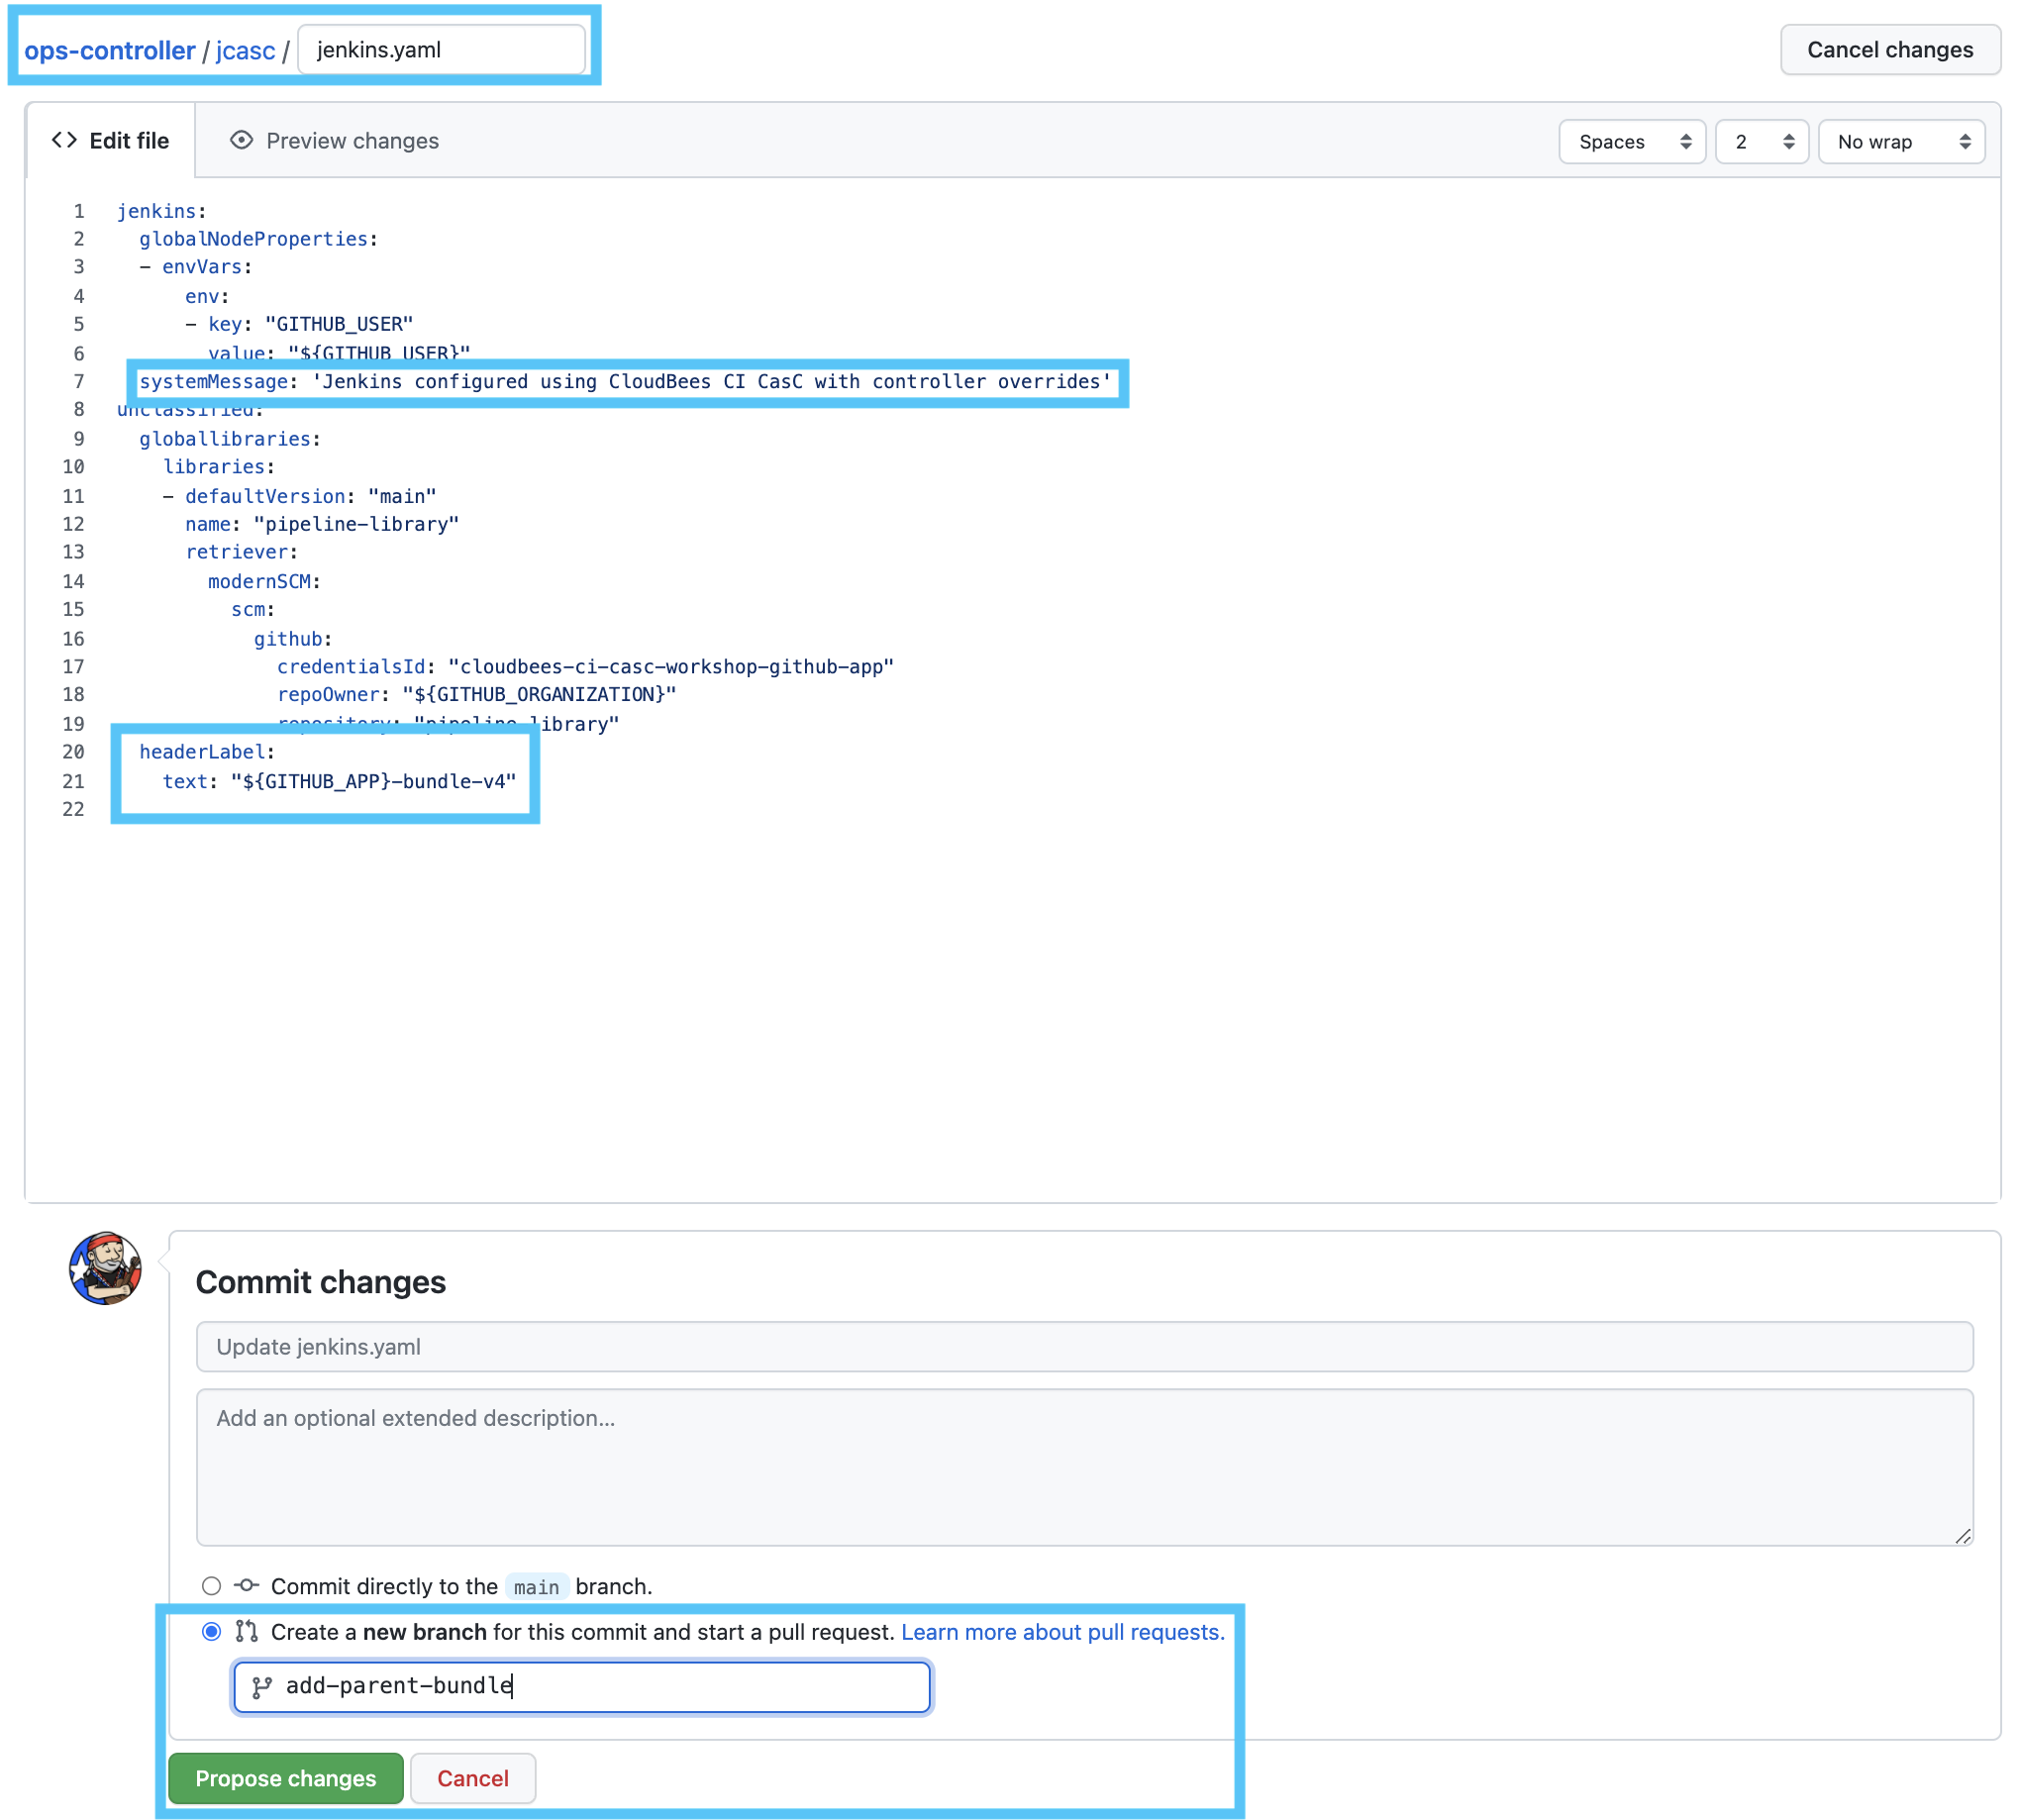 ops-controller / jcasc / jenkins.yaml
Cancel changes
Edit file
Preview changes
Spaces
2
No wrap
1 jenkins:
2   globalNodeProperties:
3   - envVars:
4       env:
5       - key: "GITHUB_USER"
6         value: "${GITHUB_USER}"
7   systemMessage: 'Jenkins configured using CloudBees CI CasC with controller overrides'
8 unclassified:
9   globallibraries:
10     libraries:
11     - defaultVersion: "main"
12       name: "pipeline-library"
13       retriever:
14         modernSCM:
15           scm:
16             github:
17               credentialsId: "cloudbees-ci-casc-workshop-github-app"
18               repoOwner: "${GITHUB_ORGANIZATION}"
19               repository: "pipeline-library"
20   headerLabel:
21     text: "${GITHUB_APP}-bundle-v4"
22
Commit changes
Update jenkins.yaml
Add an optional extended description...
Commit directly to the main branch.
Create a new branch for this commit and start a pull request. Learn more about pull requests.
add-parent-bundle
Propose changes
Cancel